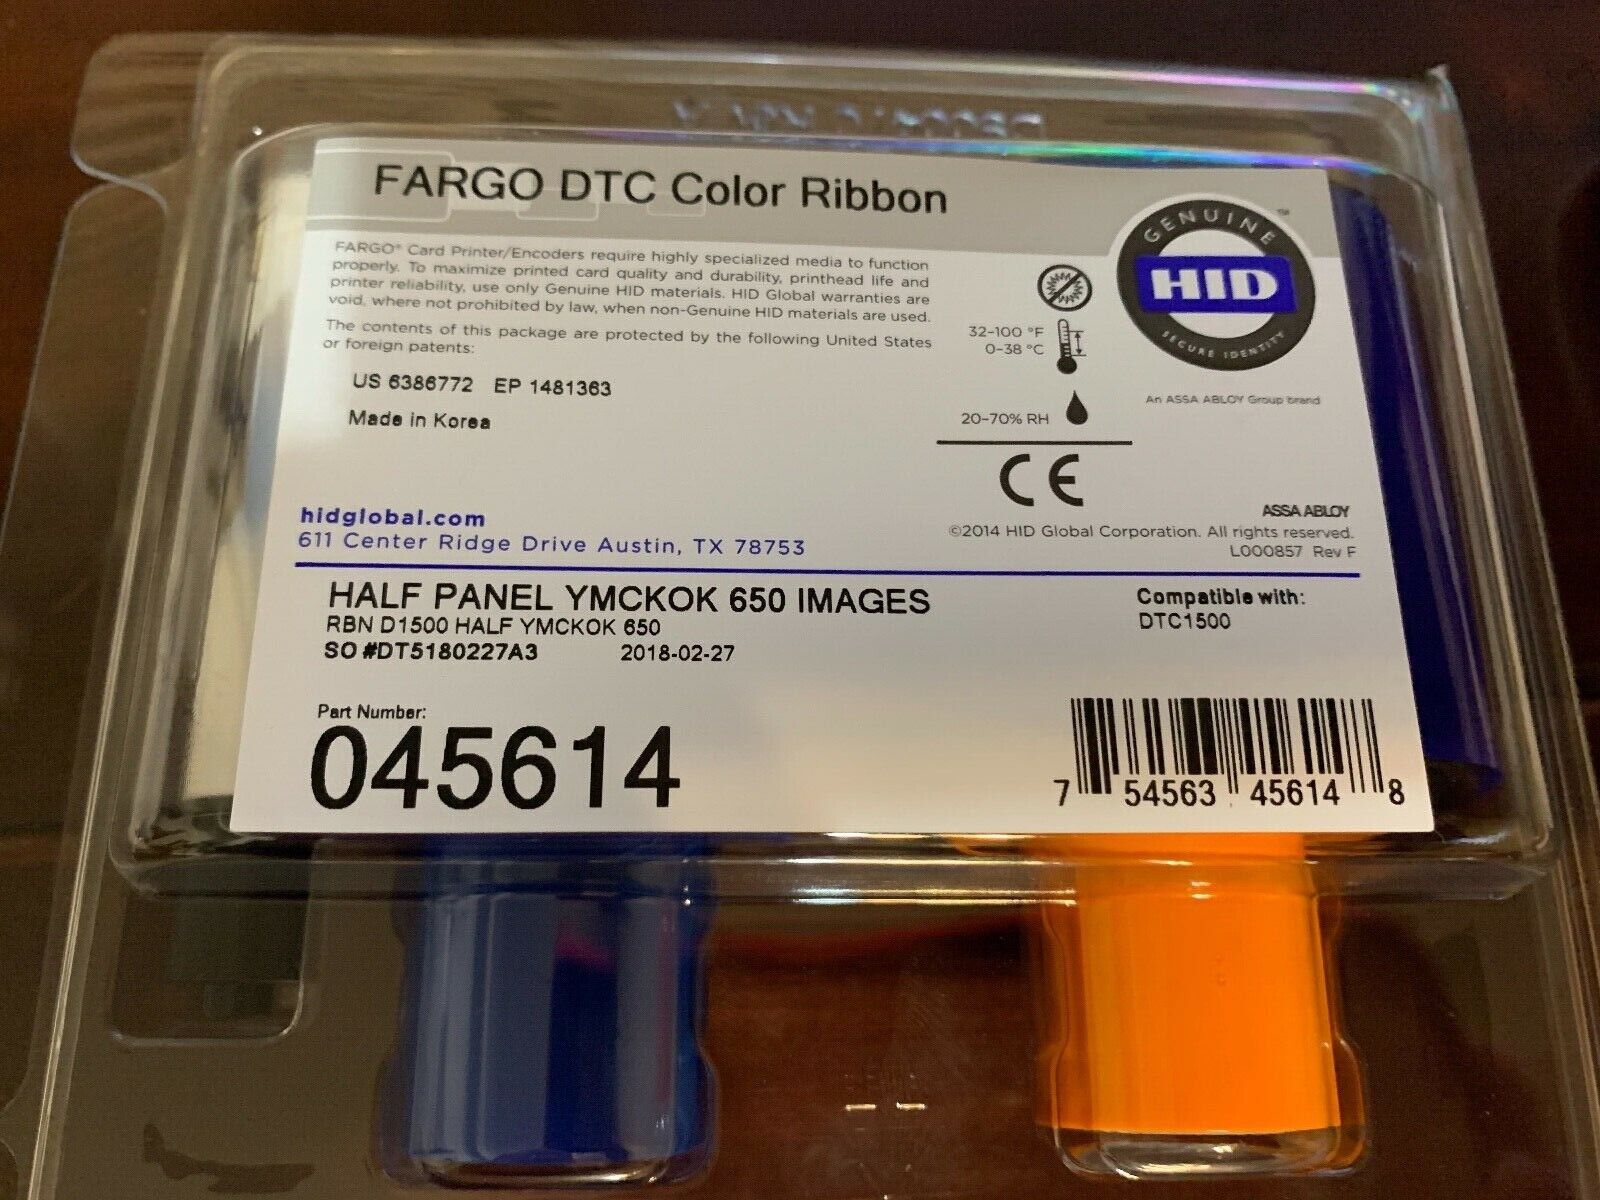 FARGO DTC Color Ribbon
FARGO® Card Printer/Encoders require highly specialized media to function
properly. To maximize printed card quality and durability, printhead life and
printer reliability, use only Genuine HID materials. HID Global warranties are
void, where not prohibited by law, when non-Genuine HID materials are used.
The contents of this package are protected by the following United States
or foreign patents:
US 6386772 EP 1481363
Made in Korea
32-100 °F
0-38 °C
20-70% RH
CE
GENUINE ™
HID
SECURE IDENTITY
An ASSA ABLOY Group brand
hidglobal.com
611 Center Ridge Drive Austin, TX 78753
ASSA ABLOY
©2014 HID Global Corporation. All rights reserved.
L000857 Rev F
HALF PANEL YMCKOK 650 IMAGES
RBN D1500 HALF YMCKOK 650
SO #DT5180227A3 2018-02-27
Compatible with:
DTC1500
Part Number:
045614
7 54563 45614 8